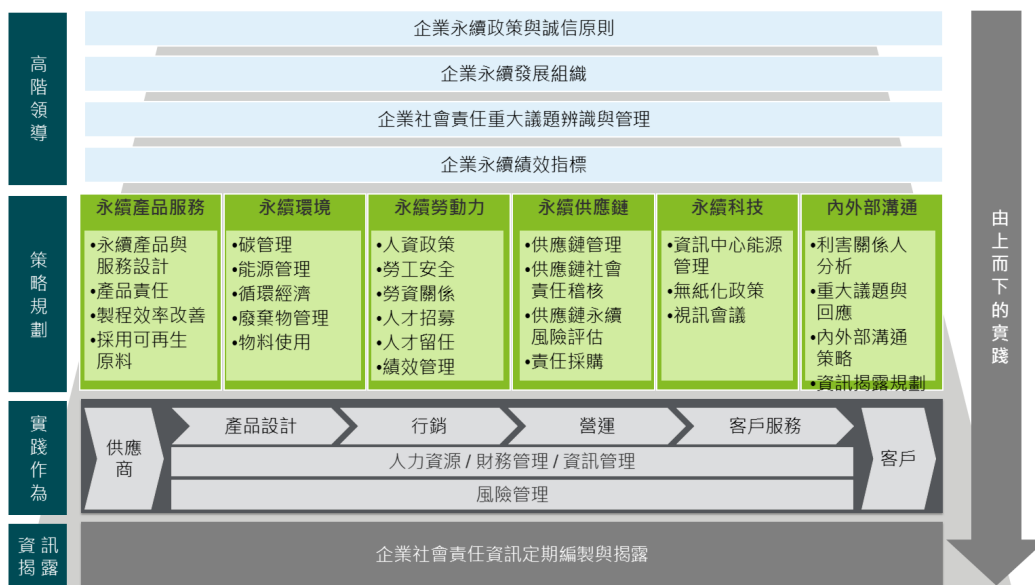 高階領導
企業永續政策與誠信原則
企業永續發展組織
企業社會責任重大議題辨識與管理
企業永續績效指標
策略規劃
永續產品服務
•永續產品與
服務設計
•產品責任
•製程效率改善
•採用可再生
原料
永續環境
•碳管理
•能源管理
•循環經濟
•廢棄物管理
•物料使用
永續勞動力
•人資政策
•勞工安全
•勞資關係
•人才招募
•人才留任
•績效管理
永續供應鏈
•供應鏈管理
•供應鏈社會
責任稽核
•供應鏈永續
風險評估
•責任採購
永續科技
•資訊中心能源
管理
•無紙化政策
•視訊會議
內外部溝通
•利害關係人
分析
•重大議題與
回應
•內外部溝通
策略
•資訊揭露規劃
實踐作為
供應
商
產品設計
行銷
營運
客戶服務
人力資源 / 財務管理 / 資訊管理
風險管理
客戶
資訊
揭露
企業社會責任資訊定期編製與揭露
由上而下的實踐